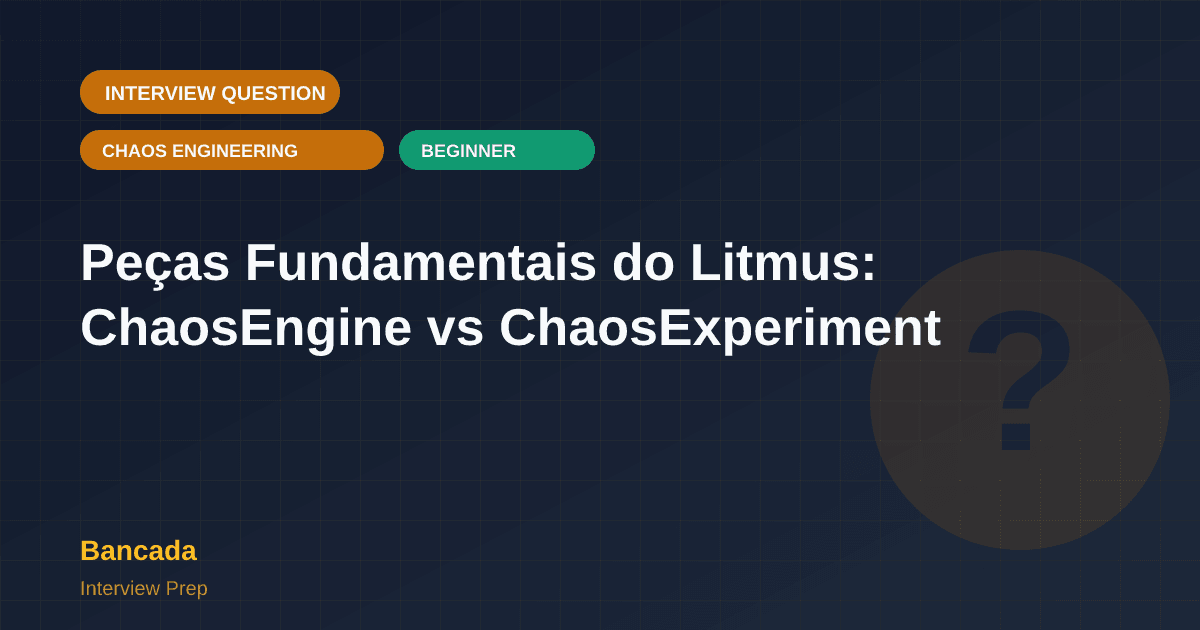 INTERVIEW QUESTION
CHAOS ENGINEERING
BEGINNER
Peças Fundamentais do Litmus:
ChaosEngine vs ChaosExperiment
?
Bancada
Interview Prep